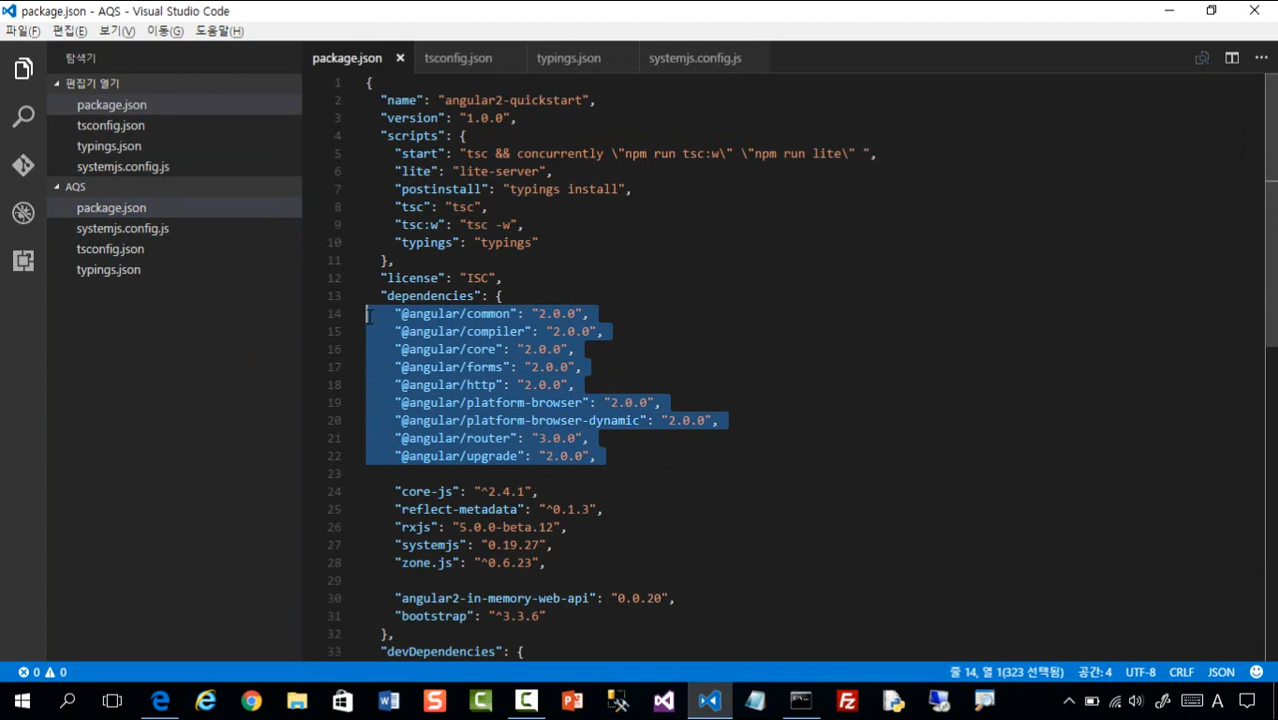 package.json - AQS - Visual Studio Code
파일(F) 편집(E) 보기(V) 이동(G) 도움말(H)
탐색기
편집기 열기
package.json
tsconfig.json
typings.json
systemjs.config.js
AQS
package.json
systemjs.config.js
tsconfig.json
typings.json
package.json tsconfig.json typings.json systemjs.config.js
1 {
2 "name": "angular2-quickstart",
3 "version": "1.0.0",
4 "scripts": {
5 "start": "tsc && concurrently \"npm run tsc:w\" \"npm run lite\" ",
6 "lite": "lite-server",
7 "postinstall": "typings install",
8 "tsc": "tsc",
9 "tsc:w": "tsc -w",
10 "typings": "typings"
11 },
12 "license": "ISC",
13 "dependencies": {
14 "@angular/common": "2.0.0",
15 "@angular/compiler": "2.0.0",
16 "@angular/core": "2.0.0",
17 "@angular/forms": "2.0.0",
18 "@angular/http": "2.0.0",
19 "@angular/platform-browser": "2.0.0",
20 "@angular/platform-browser-dynamic": "2.0.0",
21 "@angular/router": "3.0.0",
22 "@angular/upgrade": "2.0.0",
23
24 "core-js": "^2.4.1",
25 "reflect-metadata": "^0.1.3",
26 "rxjs": "5.0.0-beta.12",
27 "systemjs": "0.19.27",
28 "zone.js": "^0.6.23",
29
30 "angular2-in-memory-web-api": "0.0.20",
31 "bootstrap": "^3.3.6"
32 },
33 "devDependencies": {
0 0 줄 14, 열 1(323 선택됨) 공간: 4 UTF-8 CRLF JSON
A